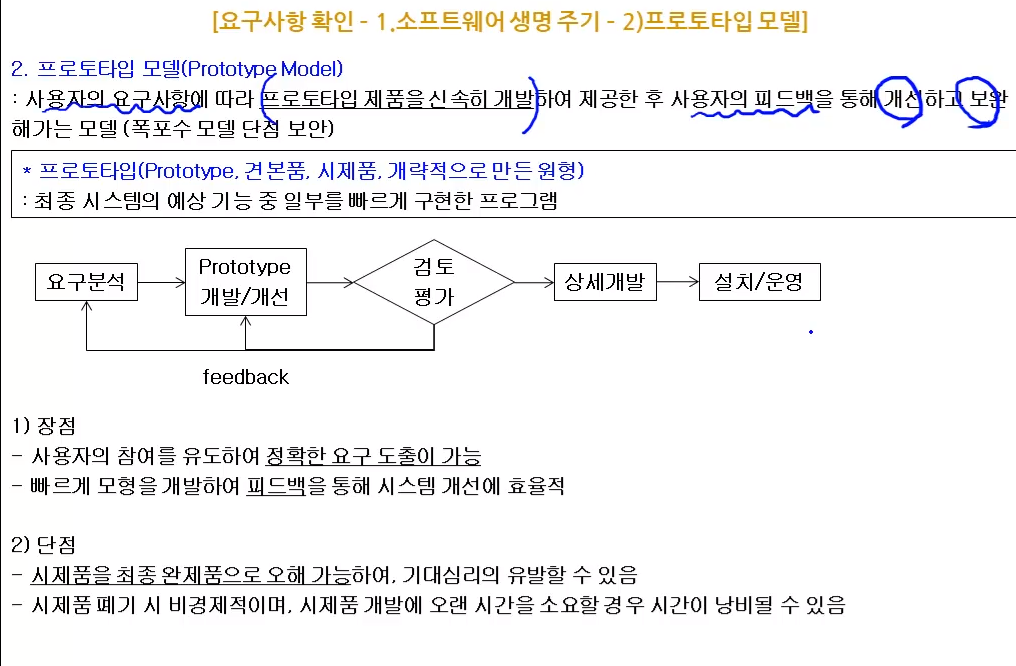 [요구사항 확인 - 1.소프트웨어 생명 주기 - 2)프로토타입 모델]
2. 프로토타입 모델(Prototype Model)
: 사용자의 요구사항에 따라 프로토타입 제품을 신속히 개발하여 제공한 후 사용자의 피드백을 통해 개선하고 보완
해가는 모델 (폭포수 모델 단점 보안)
* 프로토타입(Prototype, 견본품, 시제품, 개략적으로 만든 원형)
: 최종 시스템의 예상 기능 중 일부를 빠르게 구현한 프로그램
요구분석
Prototype
개발/개선
검토
평가
상세개발
설치/운영
feedback
1) 장점
- 사용자의 참여를 유도하여 정확한 요구 도출이 가능
- 빠르게 모형을 개발하여 피드백을 통해 시스템 개선에 효율적
2) 단점
- 시제품을 최종 완제품으로 오해 가능하여, 기대심리의 유발할 수 있음
- 시제품 폐기 시 비경제적이며, 시제품 개발에 오랜 시간을 소요할 경우 시간이 낭비될 수 있음